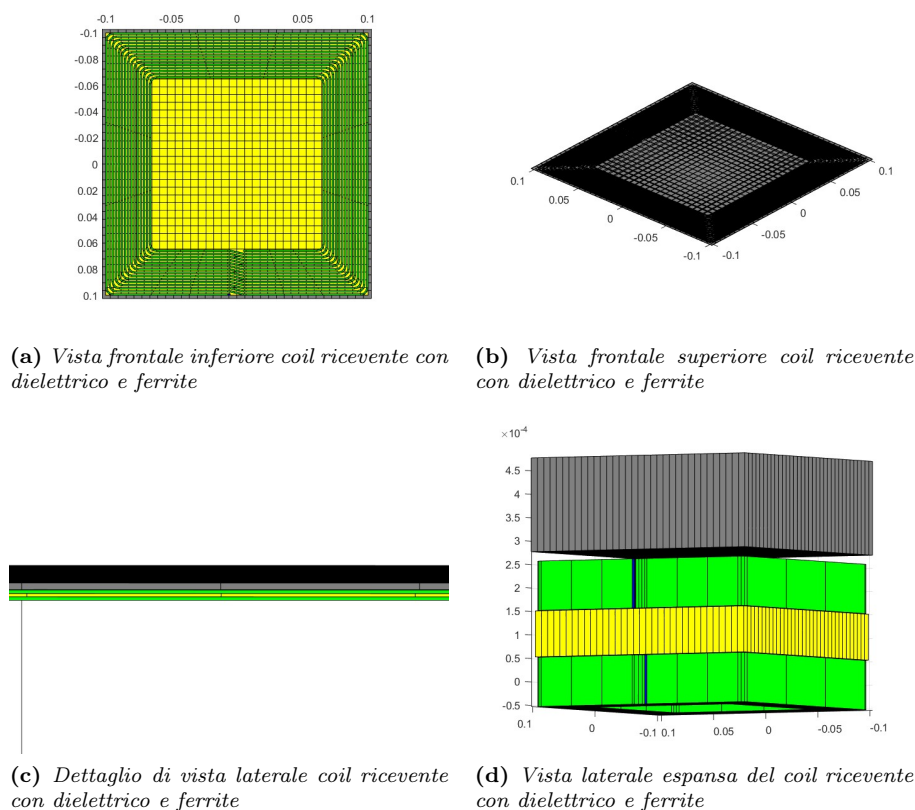 -0.1 -0.05 0 0.05 0.1
-0.1
-0.08
-0.06
-0.04
-0.02
0
0.02
0.04
0.06
0.08
0.1
0.1 0.1
0.05 0.05
0 0
-0.05 -0.05
-0.1 -0.1
(a) Vista frontale inferiore coil ricevente con
dielettrico e ferrite
(b) Vista frontale superiore coil ricevente
con dielettrico e ferrite
×10⁻⁴
4.5
4
3.5
3
2.5
2
1.5
1
0.5
0
-0.5
0.1 0 -0.1 0.1 0.05 0 -0.05 -0.1
(c) Dettaglio di vista laterale coil ricevente
con dielettrico e ferrite
(d) Vista laterale espansa del coil ricevente
con dielettrico e ferrite